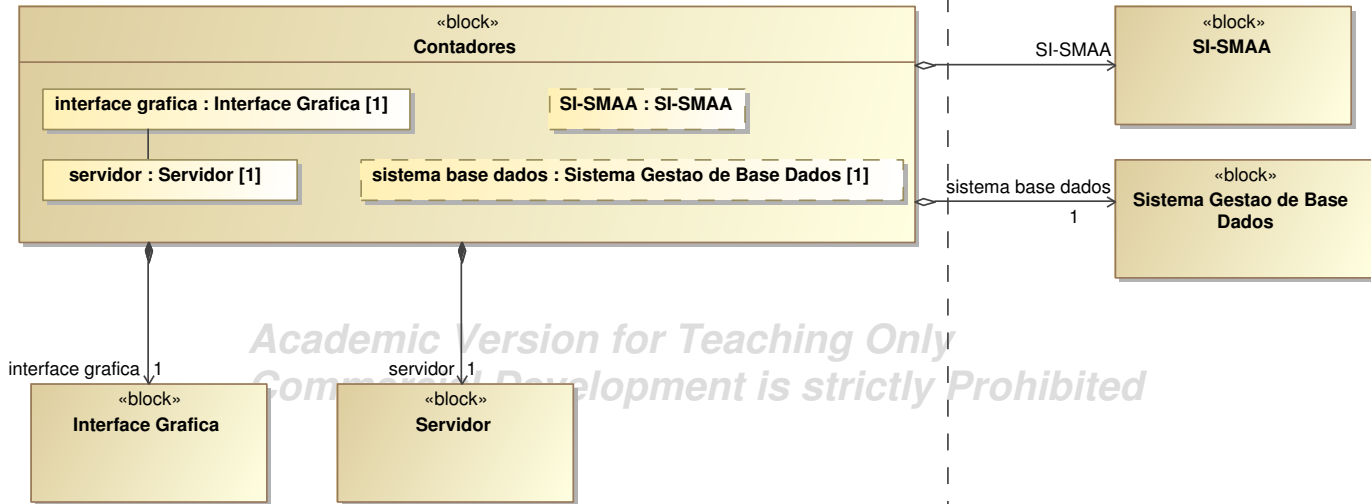 «block»
Contadores
interface grafica : Interface Grafica [1]
SI-SMAA : SI-SMAA
servidor : Servidor [1]
sistema base dados : Sistema Gestao de Base Dados [1]
SI-SMAA
«block»
SI-SMAA
sistema base dados
1
«block»
Sistema Gestao de Base
Dados
Academic Version for Teaching Only
Commercial Development is strictly Prohibited
interface grafica
1
servidor
1
«block»
Interface Grafica
«block»
Servidor